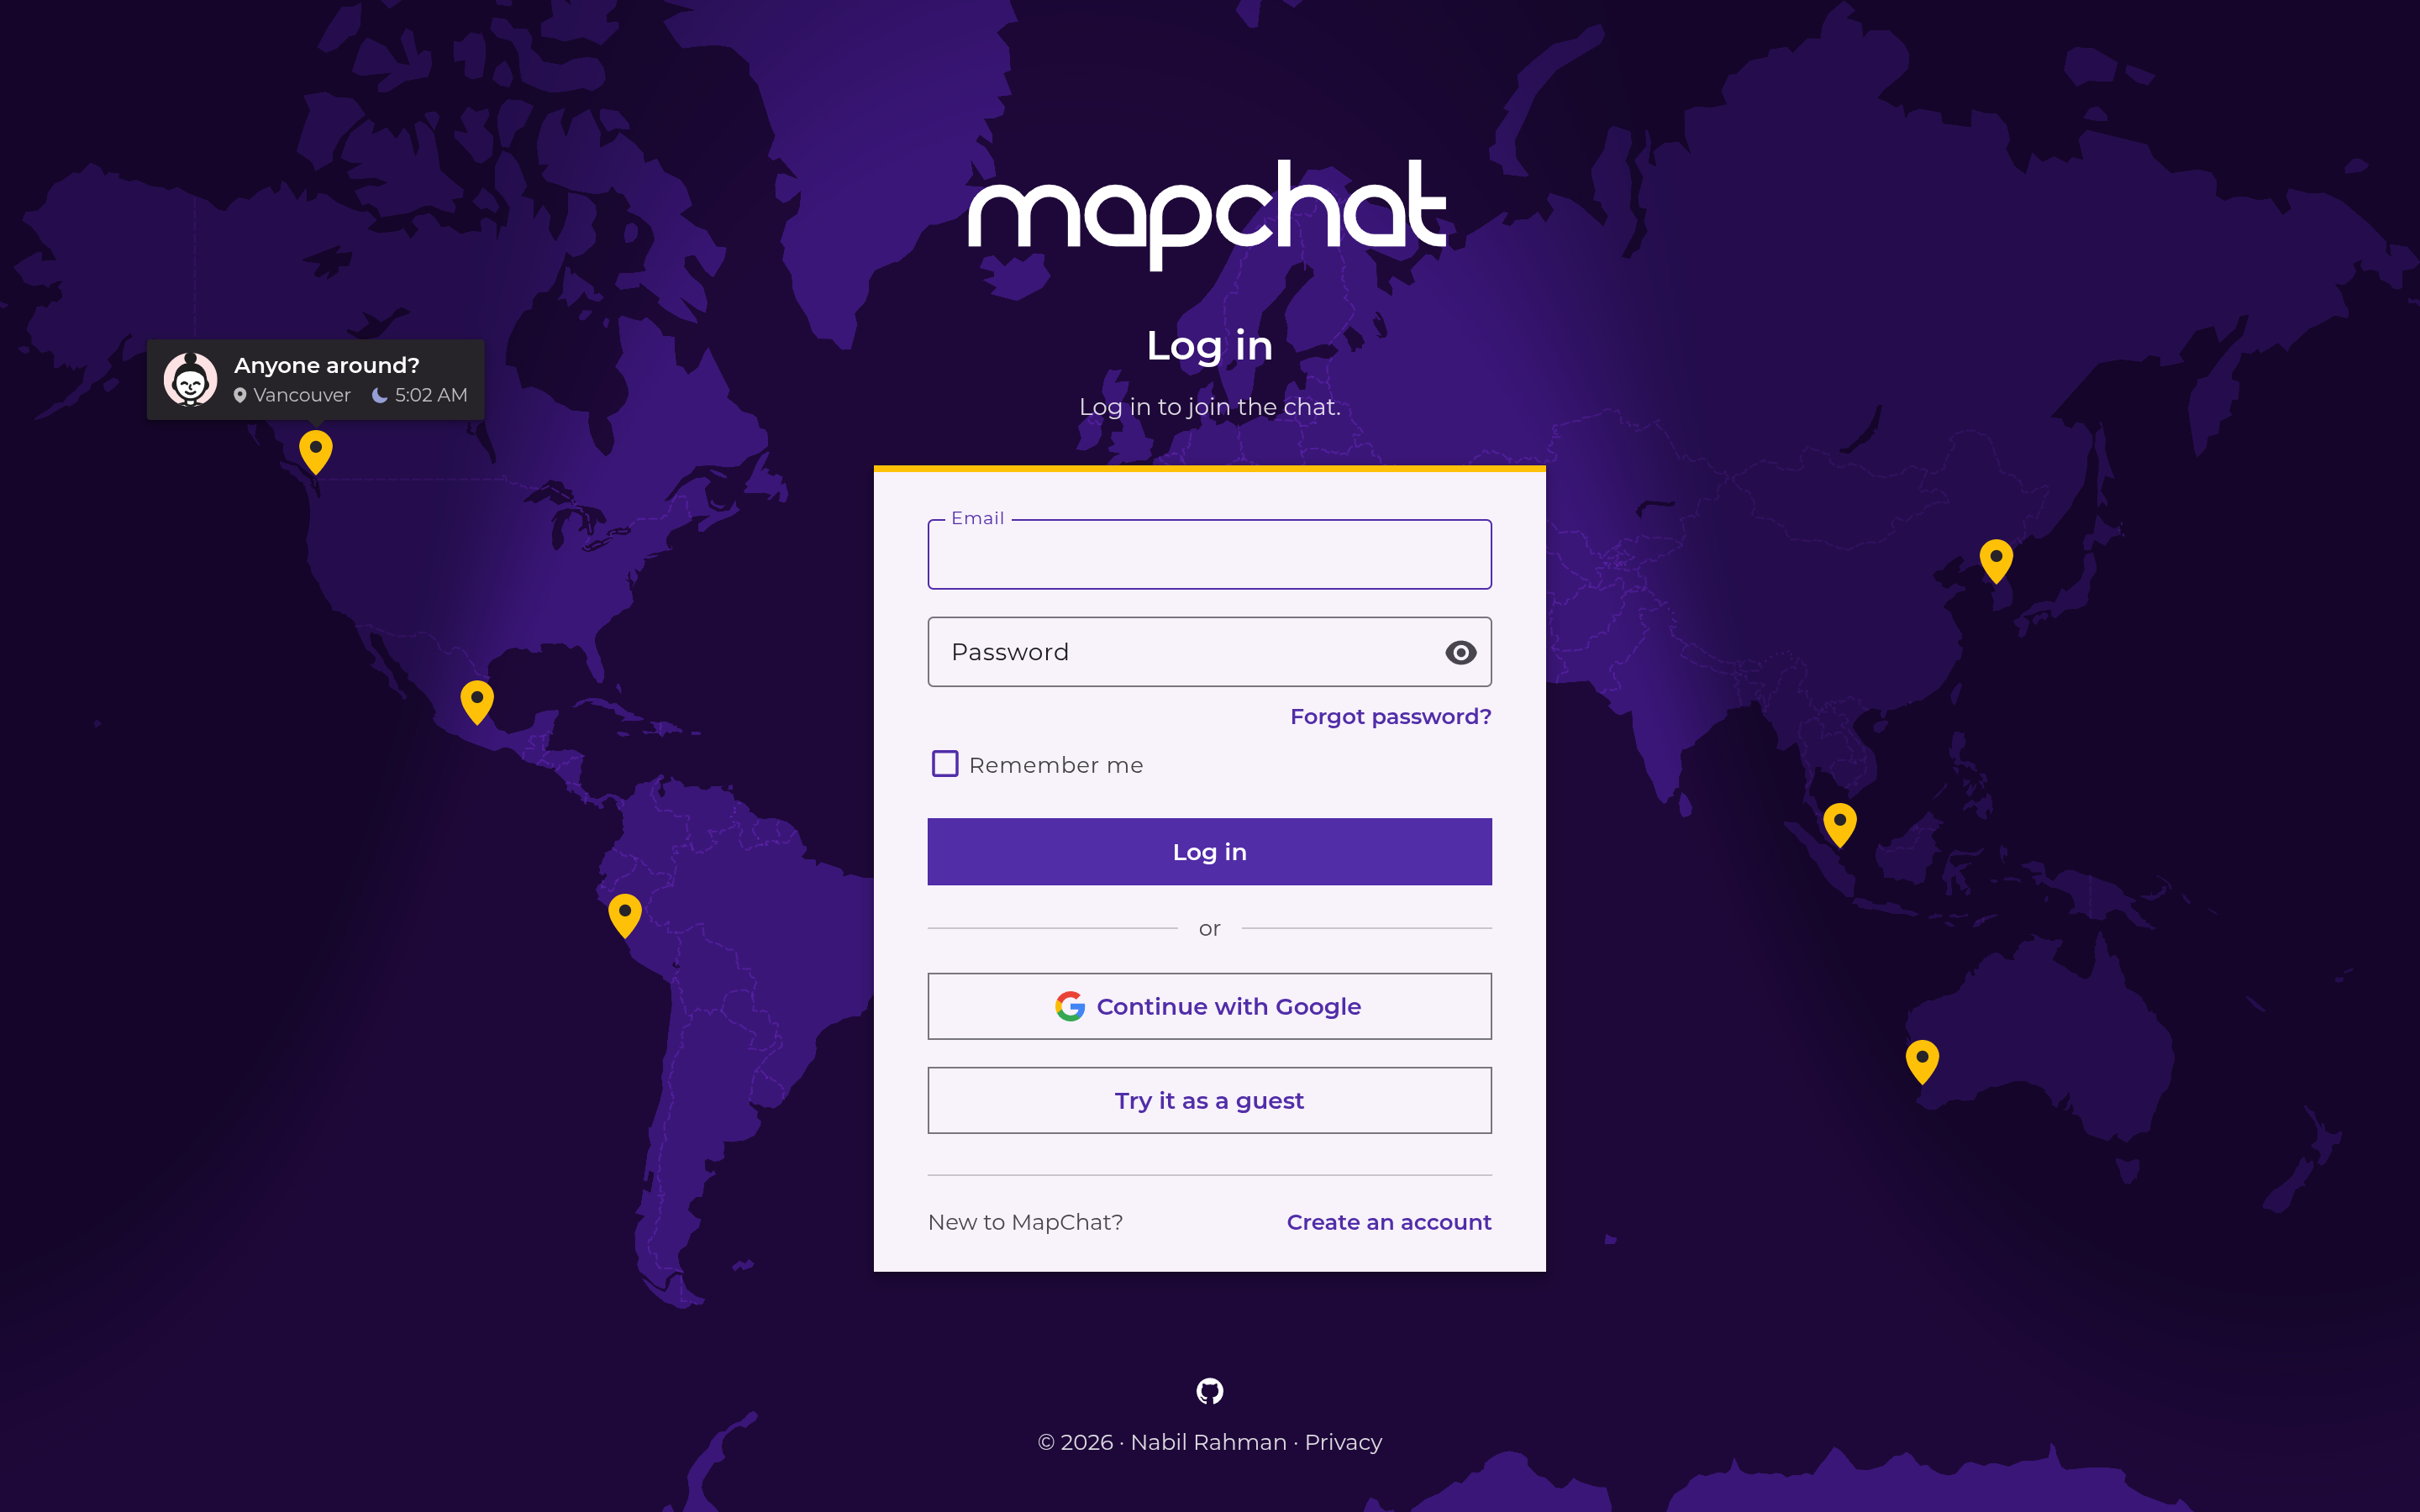 mapchat
Log in
Log in to join the chat.
Anyone around?
Vancouver 5:02 AM
Email
Password
Forgot password?
Remember me
Log in
or
Continue with Google
Try it as a guest
New to MapChat? Create an account
© 2026 · Nabil Rahman · Privacy